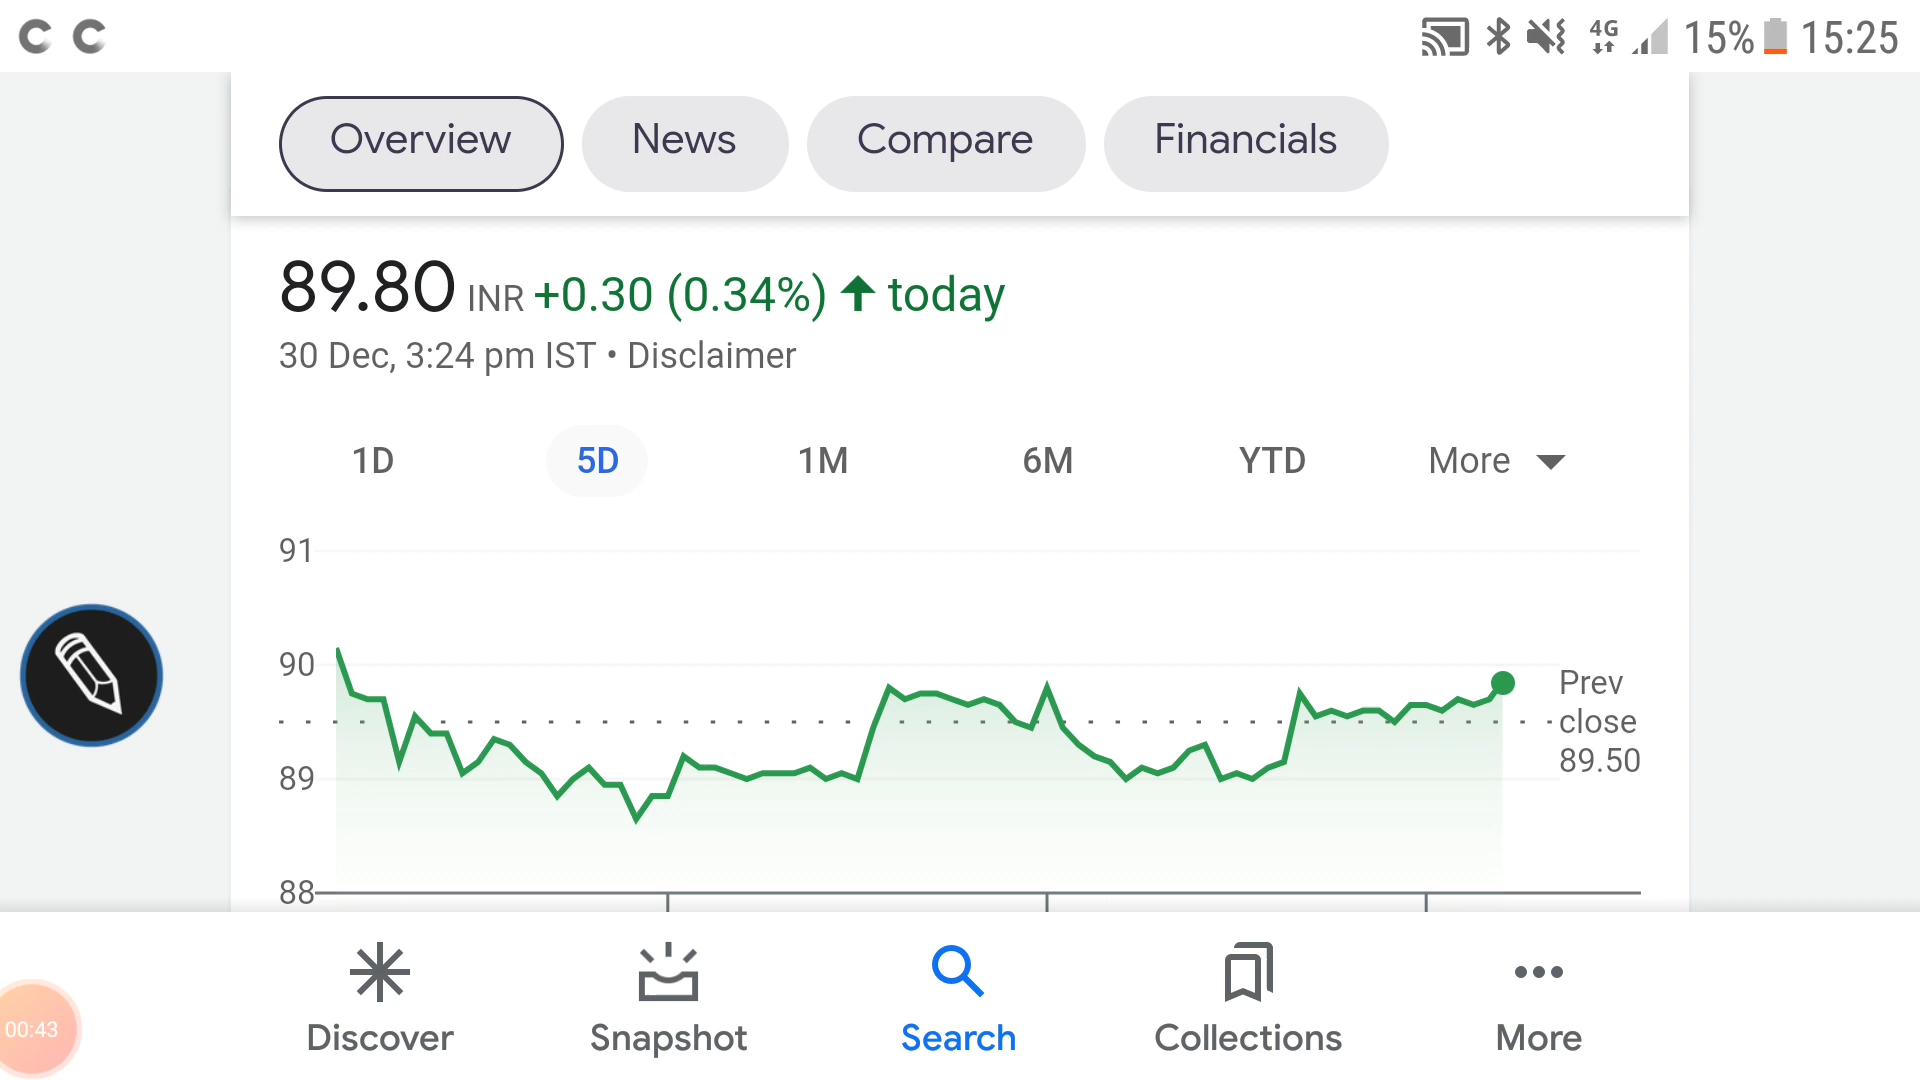 4G 15% 15:25
Overview News Compare Financials
89.80 INR +0.30 (0.34%) today
30 Dec, 3:24 pm IST • Disclaimer
1D 5D 1M 6M YTD More
91
90
89
88
Prev
close
89.50
00:43
Discover Snapshot Search Collections More